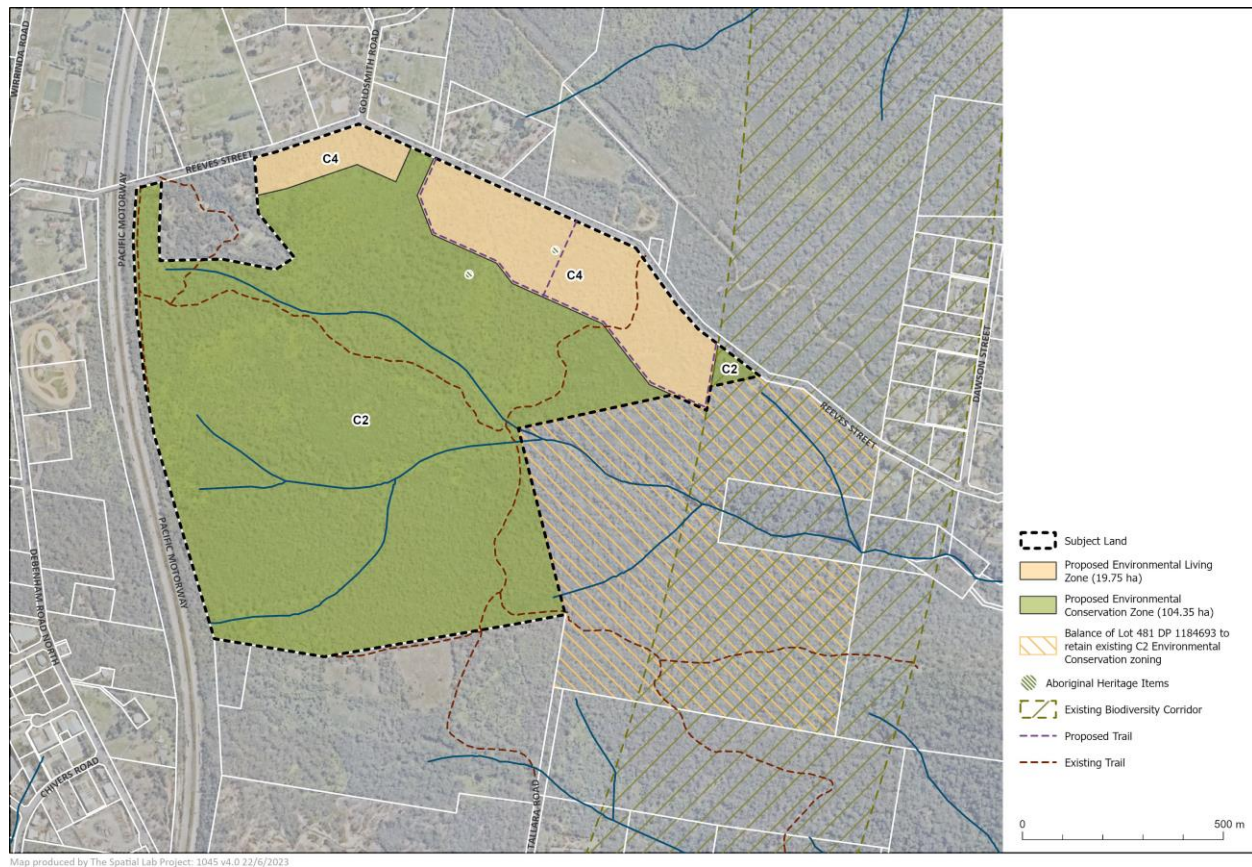 WIRRINDA ROAD
GOLDSMITH ROAD
REEVES STREET
PACIFIC MOTORWAY
C4
C4
C2
C2
REEVES STREET
DAWSON STREET
PACIFIC MOTORWAY
DEBENHAM ROAD NORTH
CHIVERS ROAD
TALLARA ROAD
Subject Land
Proposed Environmental Living
Zone (19.75 ha)
Proposed Environmental
Conservation Zone (104.35 ha)
Balance of Lot 481 DP 1184693 to
retain existing C2 Environmental
Conservation zoning
Aboriginal Heritage Items
Existing Biodiversity Corridor
Proposed Trail
Existing Trail
0 500 m
Map produced by The Spatial Lab Project: 1045 v4.0 22/6/2023